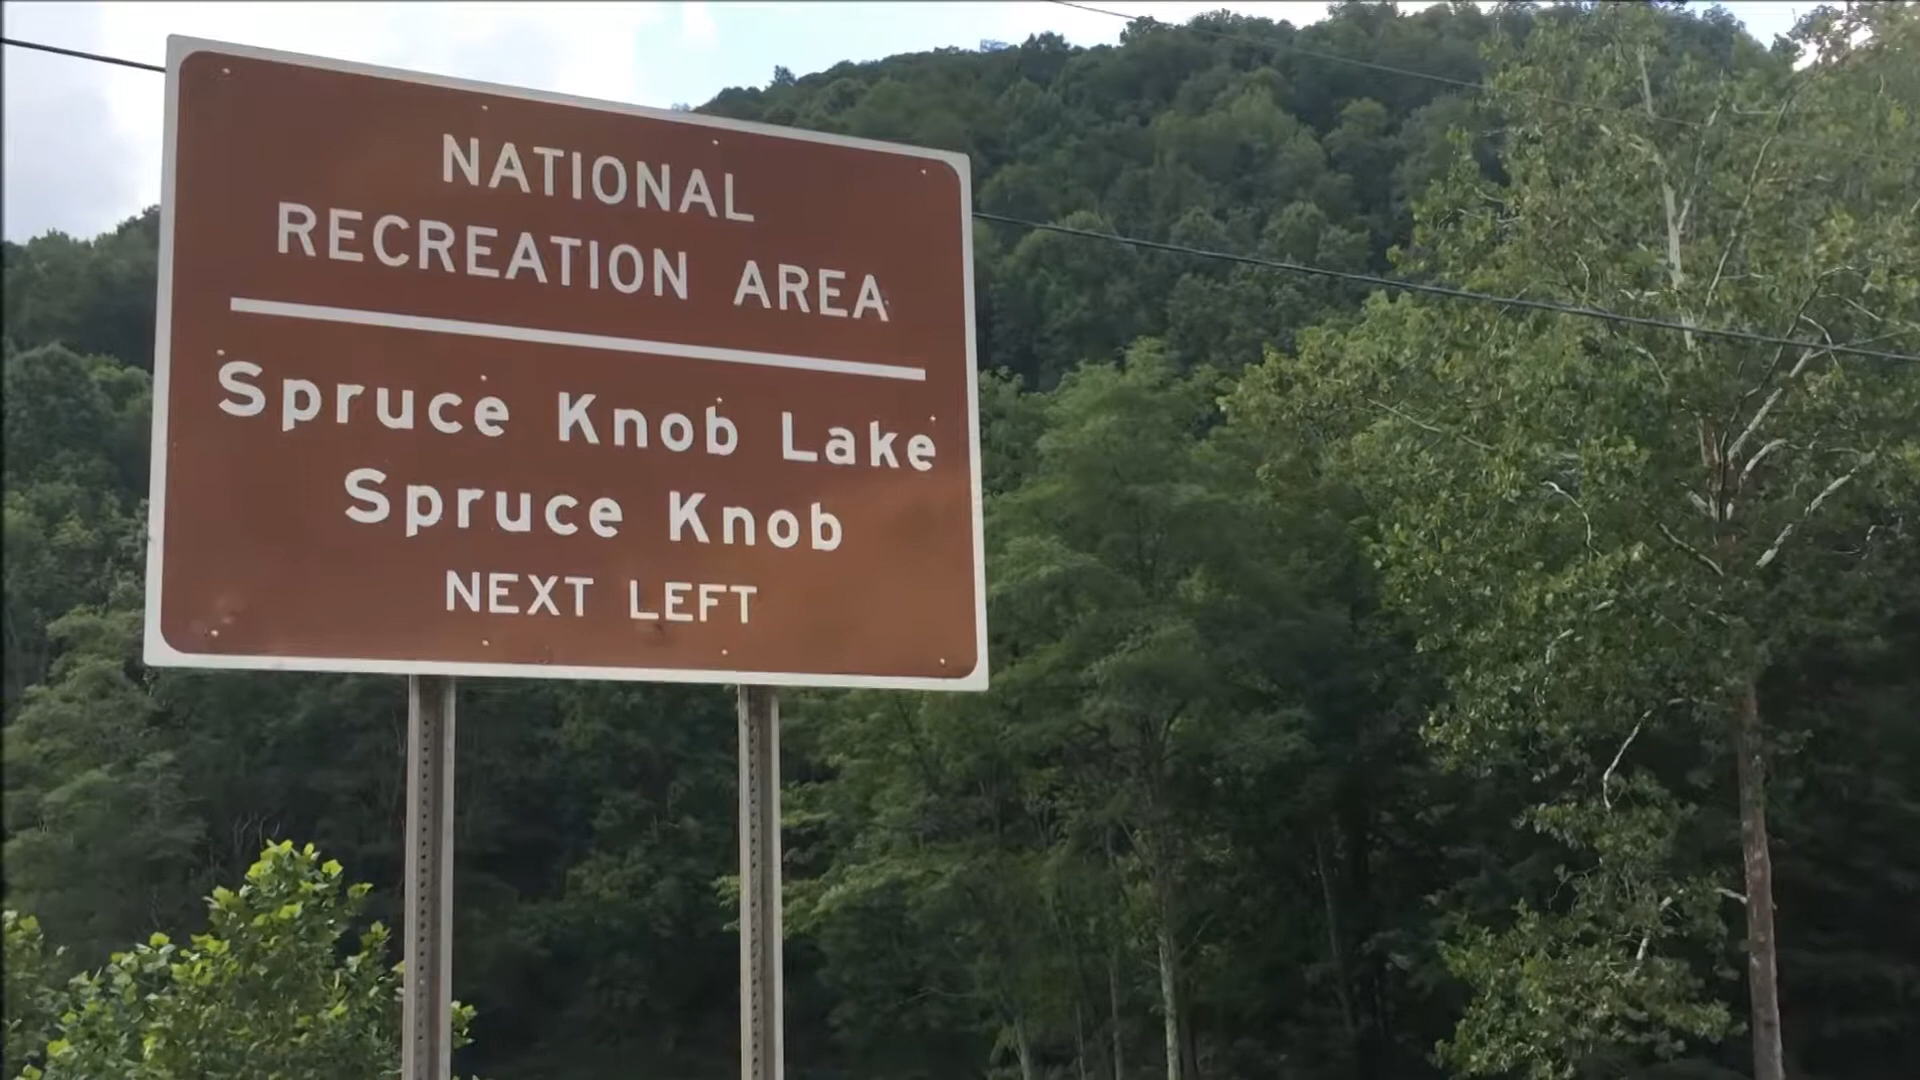 NATIONAL
RECREATION AREA
Spruce Knob Lake
Spruce Knob
NEXT LEFT